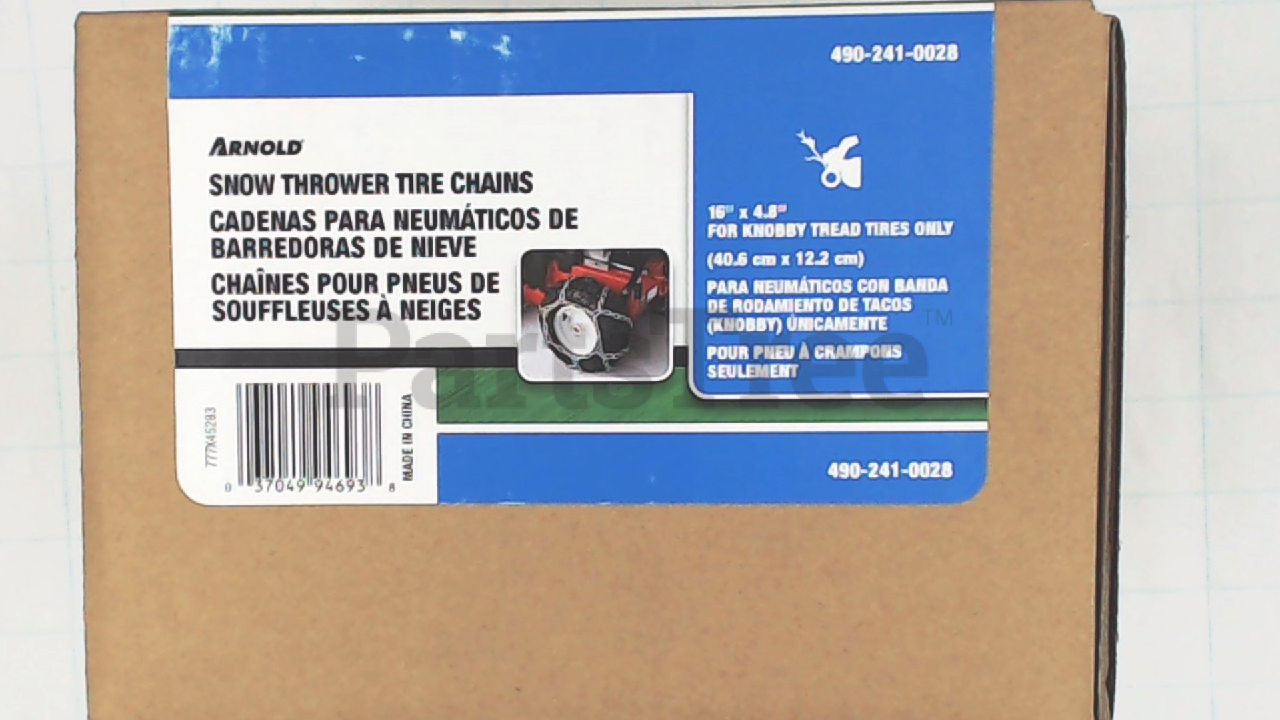 490-241-0028
ARNOLD
SNOW THROWER TIRE CHAINS
CADENAS PARA NEUMÁTICOS DE
BARREDORAS DE NIEVE
CHAÎNES POUR PNEUS DE
SOUFFLEUSES À NEIGES
16" x 4.8"
FOR KNOBBY TREAD TIRES ONLY
(40.6 cm x 12.2 cm)
PARA NEUMÁTICOS CON BANDA
DE RODAMIENTO DE TACOS
(KNOBBY) ÚNICAMENTE
POUR PNEU À CRAMPONS
SEULEMENT
PartsTree™
777X45203
0 37049 94693 8
MADE IN CHINA
490-241-0028